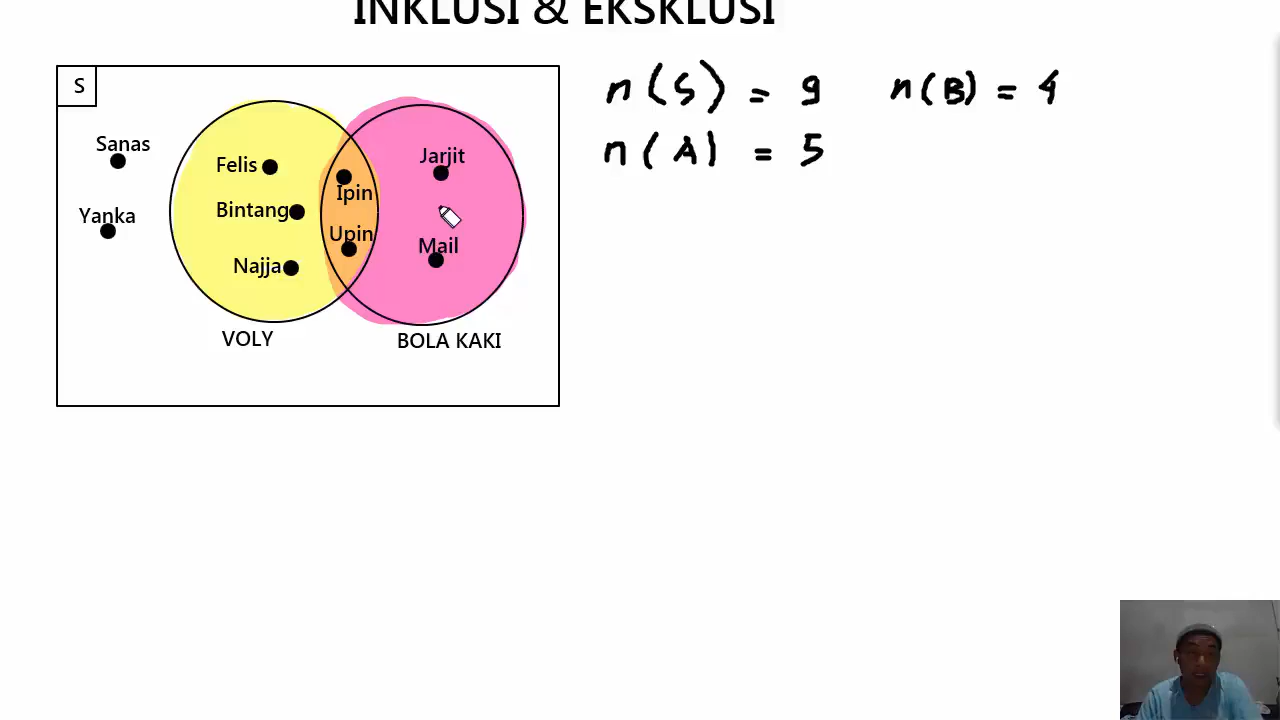 INKLUSI & EKSKLUSI
S
n(S) = 9 n(B) = 4
n(A) = 5
Sanas
Felis
Jarjit
Ipin
Yanka
Bintang
Upin
Mail
Najja
VOLY
BOLA KAKI